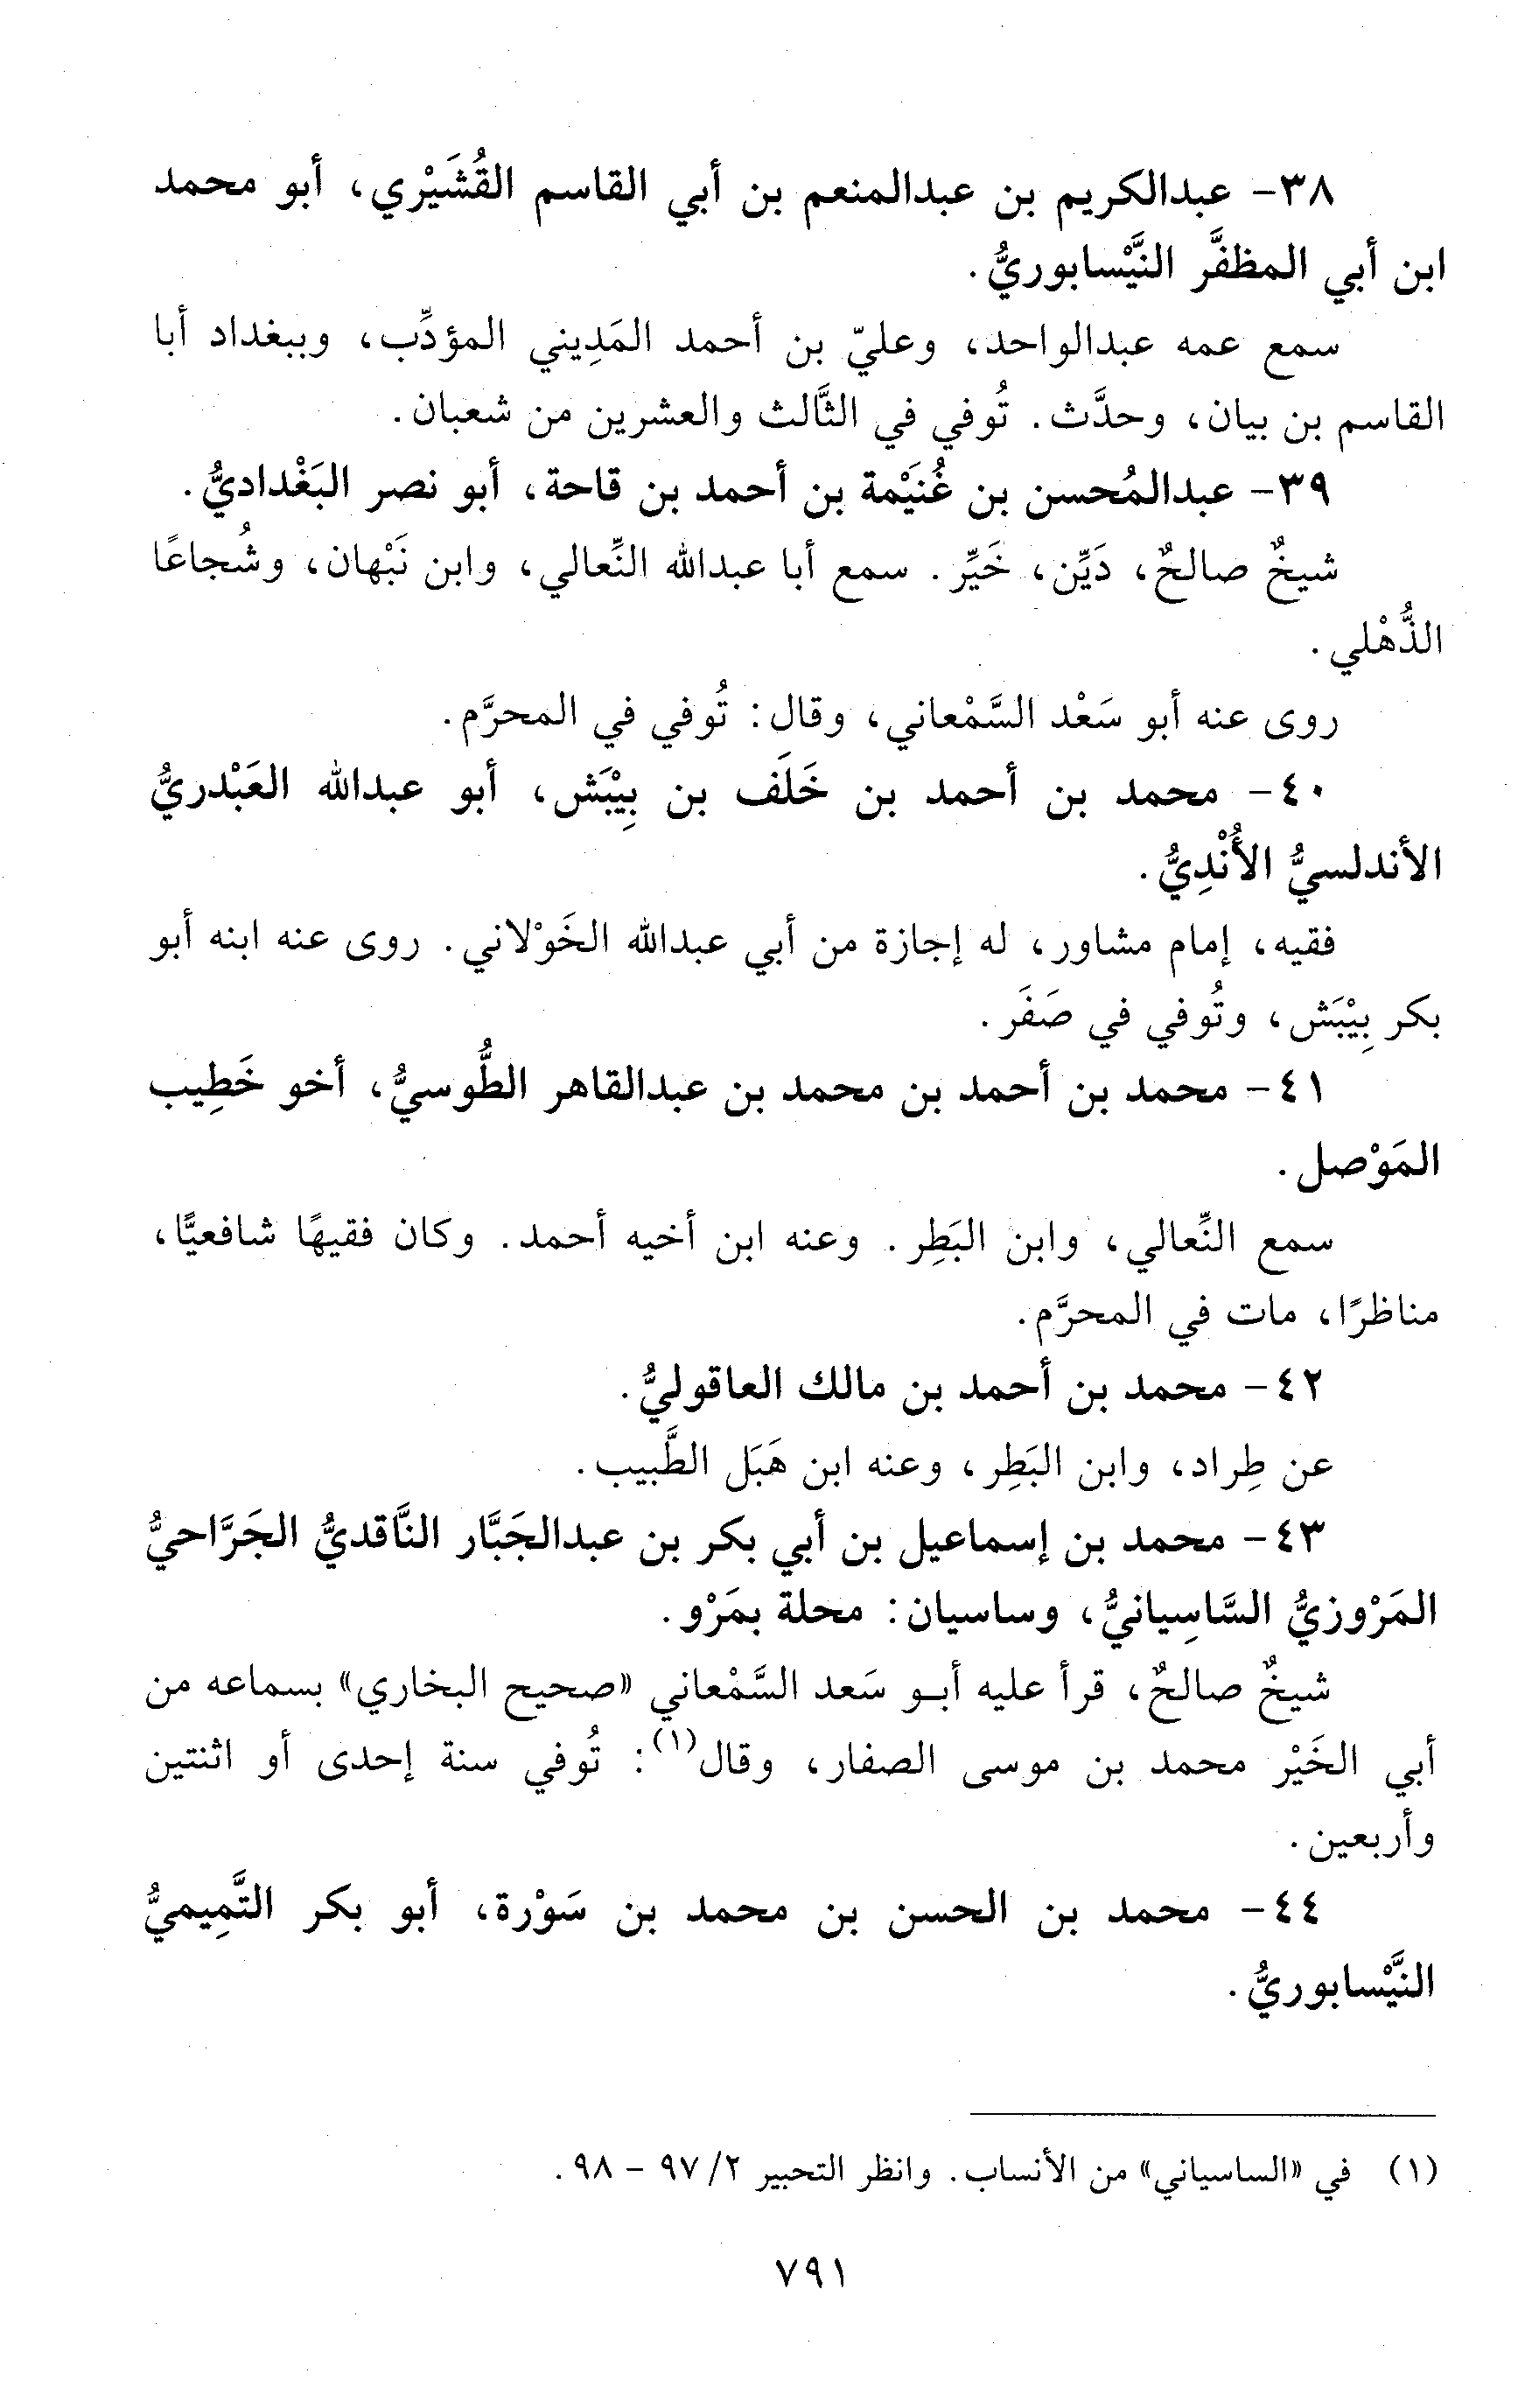 ٣٨- عبدالكريم بن عبدالمنعم بن أبي القاسم القُشَيْري، أبو محمد
ابن أبي المظفَّر النَّيْسابوريُّ.
سمع عمه عبدالواحد، وعليّ بن أحمد المَدِيني المؤدِّب، وببغداد أبا
القاسم بن بيان، وحدَّث. تُوفي في الثَّالث والعشرين من شعبان.
٣٩- عبدالمُحسن بن غُنَيْمة بن أحمد بن قاحة، أبو نصر البَغْداديُّ.
شيخٌ صالحٌ، دَيِّن، خَيِّر. سمع أبا عبدالله النِّعالي، وابن نَبْهان، وشُجاعًا
الذُّهْلي.
روى عنه أبو سَعْد السَّمْعاني، وقال: تُوفي في المحرَّم.
٤٠- محمد بن أحمد بن خَلَف بن بِيْبَش، أبو عبدالله العَبْدريُّ
الأندلسيُّ الأُنْدِيُّ.
فقيه، إمام مشاور، له إجازة من أبي عبدالله الخَوْلاني. روى عنه ابنه أبو
بكر بِيْبَش، وتُوفي في صَفَر.
٤١- محمد بن أحمد بن محمد بن عبدالقاهر الطُّوسيُّ، أخو خَطِيب
المَوْصل.
سمع النِّعالي، وابن البَطِر. وعنه ابن أخيه أحمد. وكان فقيهًا شافعيًّا،
مناظرًا، مات في المحرَّم.
٤٢- محمد بن أحمد بن مالك العاقوليُّ.
عن طِراد، وابن البَطِر، وعنه ابن هَبَل الطَّبيب.
٤٣- محمد بن إسماعيل بن أبي بكر بن عبدالجَبَّار النَّاقديُّ الجَرَّاحيُّ
المَرْوزيُّ السَّاسِيانيُّ، وساسيان: محلة بمَرْو.
شيخٌ صالحٌ، قرأ عليه أبو سَعد السَّمْعاني «صحيح البخاري» بسماعه من
أبي الخَيْر محمد بن موسى الصفار، وقال(١): تُوفي سنة إحدى أو اثنتين
وأربعين.
٤٤- محمد بن الحسن بن محمد بن سَوْرة، أبو بكر التَّمِيميُّ
النَّيْسابوريُّ.
(١) في «الساسياني» من الأنساب. وانظر التحبير ٢/ ٩٧ - ٩٨.
٧٩١